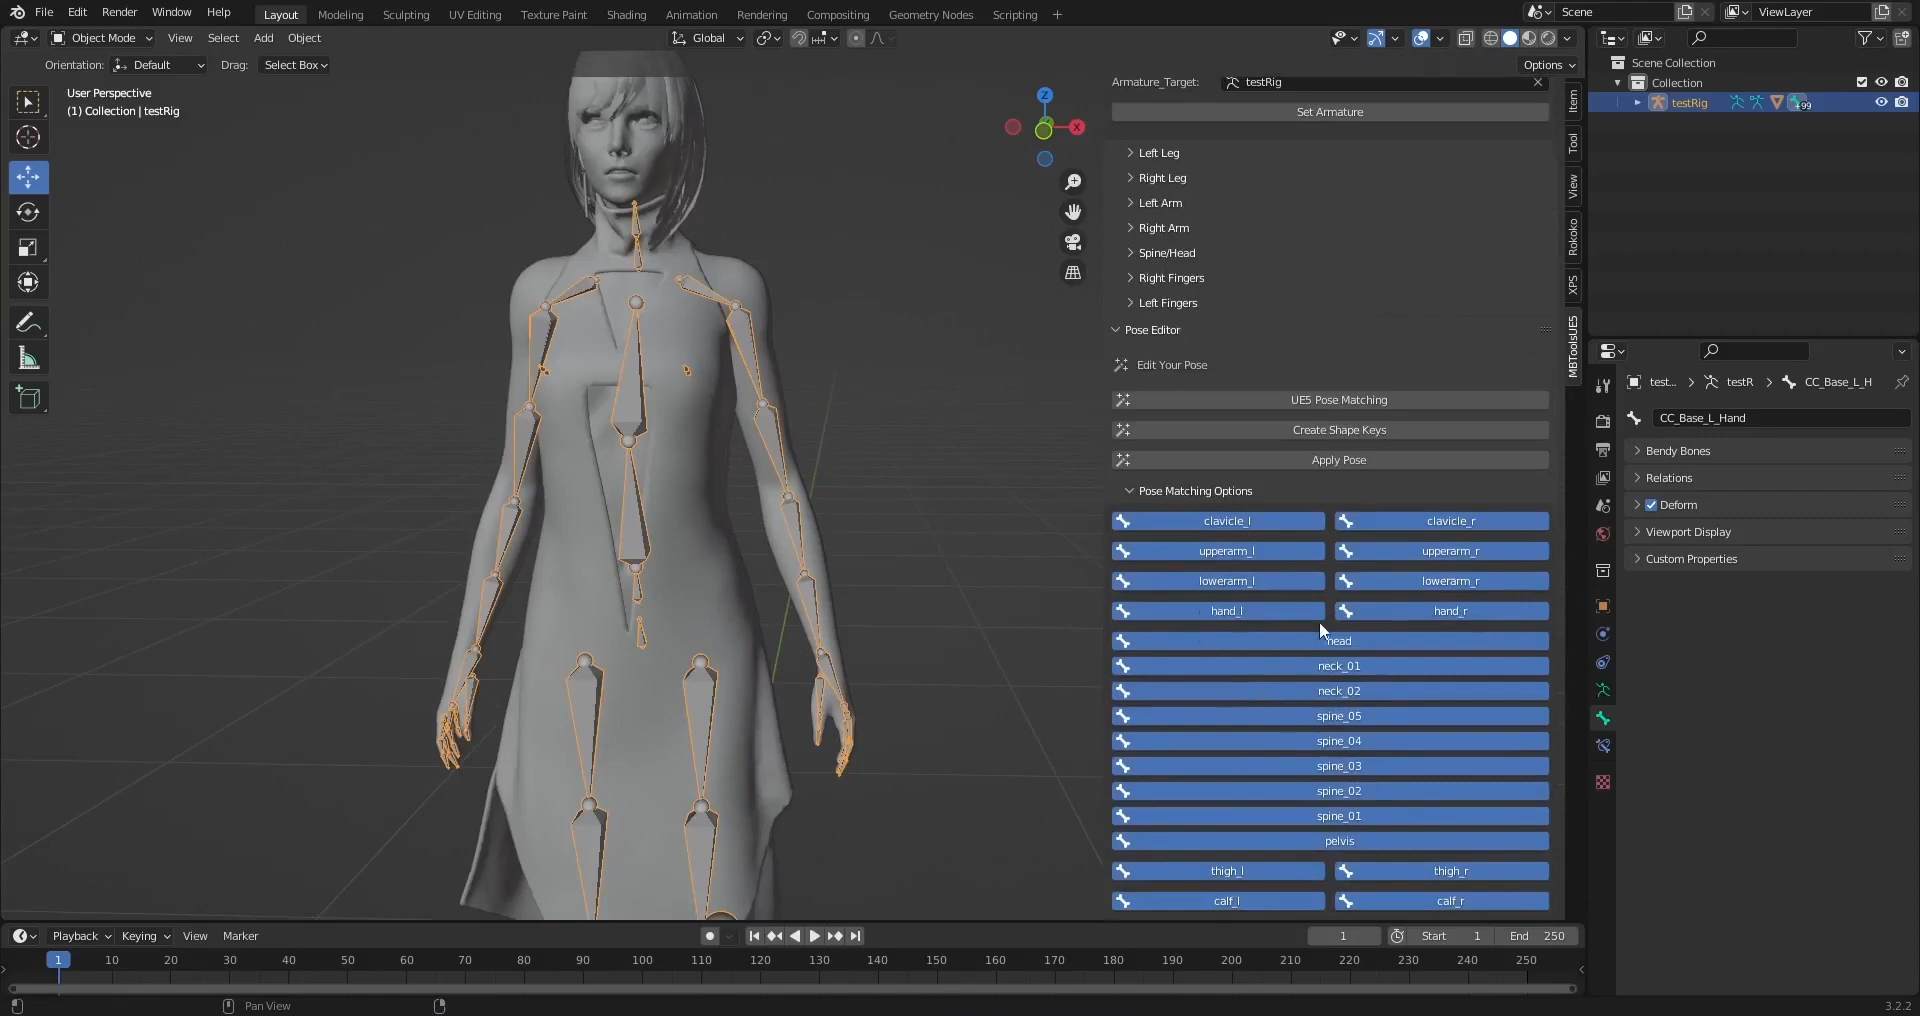 File Edit Render Window Help Layout Modeling Sculpting UV Editing Texture Paint Shading Animation Rendering Compositing Geometry Nodes Scripting + Scene ViewLayer
Object Mode View Select Add Object Global
Orientation: Default Drag: Select Box Options
User Perspective
(1) Collection | testRig
Z
X
Armature_Target: testRig
Set Armature
Left Leg
Right Leg
Left Arm
Right Arm
Spine/Head
Right Fingers
Left Fingers
Pose Editor
Edit Your Pose
UE5 Pose Matching
Create Shape Keys
Apply Pose
Pose Matching Options
clavicle_l clavicle_r
upperarm_l upperarm_r
lowerarm_l lowerarm_r
hand_l hand_r
head
neck_01
neck_02
spine_05
spine_04
spine_03
spine_02
spine_01
pelvis
thigh_l thigh_r
calf_l calf_r
Item
Tool
View
Rokoko
XPS
MBToolsUE5
Scene Collection
Collection
testRig 99
test... testR CC_Base_L_H
CC_Base_L_Hand
Bendy Bones
Relations
Deform
Viewport Display
Custom Properties
Playback Keying View Marker 1 Start 1 End 250
1 10 20 30 40 50 60 70 80 90 100 110 120 130 140 150 160 170 180 190 200 210 220 230 240 250
Pan View 3.2.2